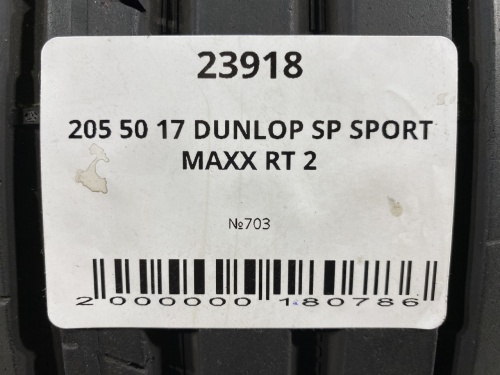 23918
205 50 17 DUNLOP SP SPORT
MAXX RT 2
№703
2 000000 180786